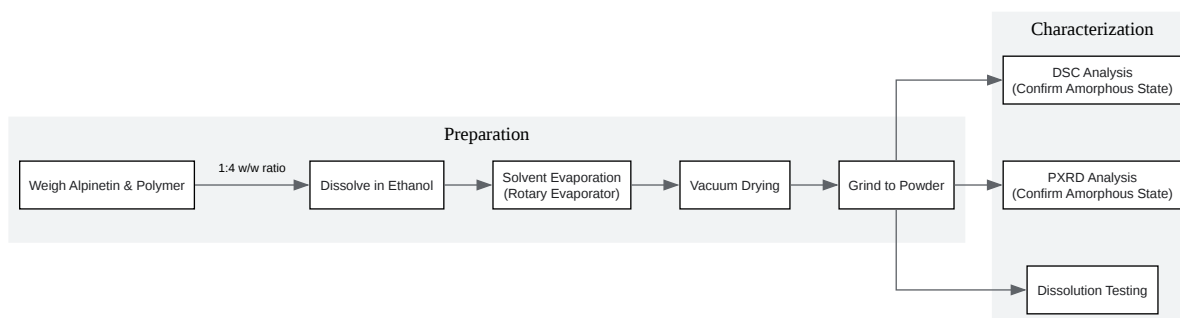 Characterization
DSC Analysis
(Confirm Amorphous State)
Preparation
1:4 w/w ratio
Weigh Alpinetin & Polymer
Dissolve in Ethanol
Solvent Evaporation
(Rotary Evaporator)
Vacuum Drying
Grind to Powder
PXRD Analysis
(Confirm Amorphous State)
Dissolution Testing